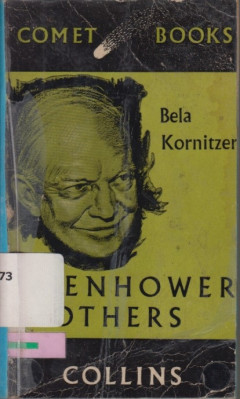 COMET BOOKS
Bela
Kornitzer
73
ENHOWER
OTHERS
COLLINS